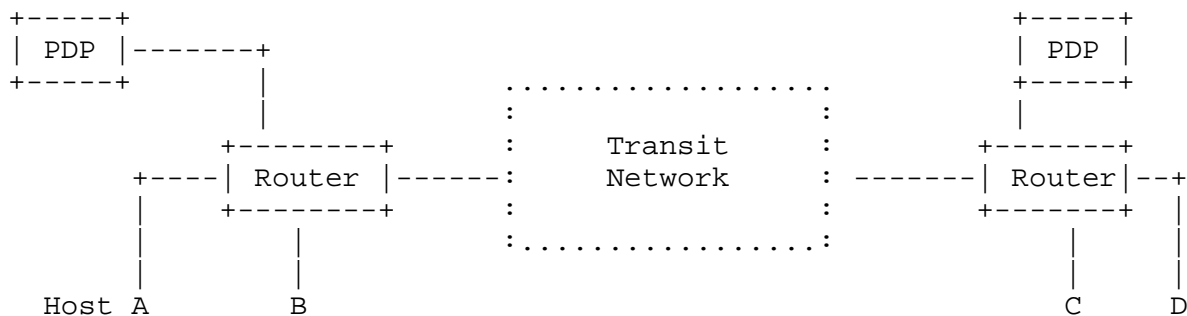 PDP PDP
Transit
Router Network Router
Host A B C D